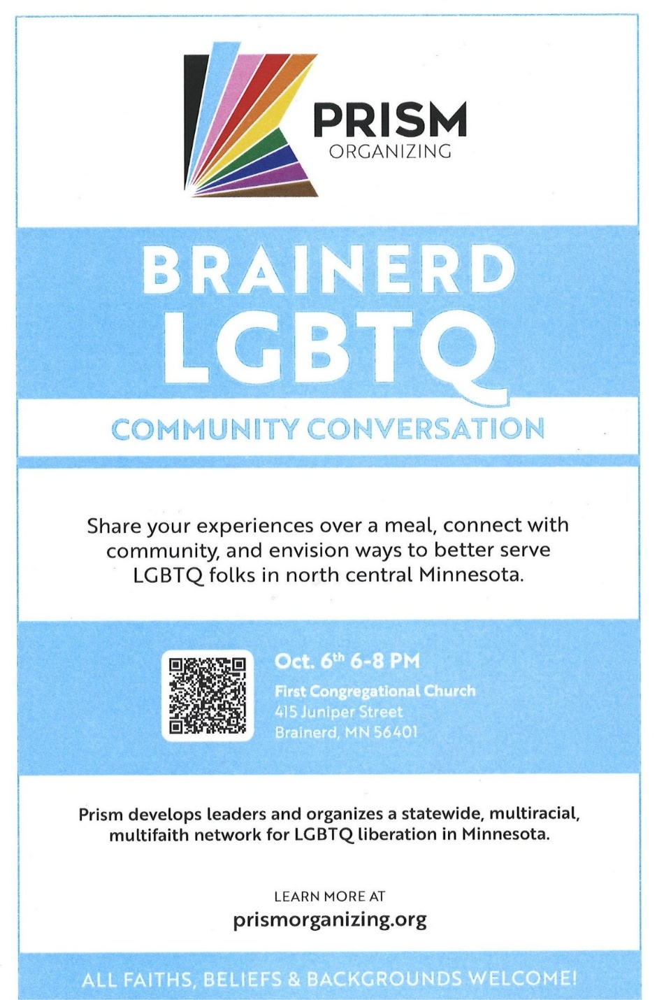 PRISM
ORGANIZING
BRAINERD
LGBTQ
COMMUNITY CONVERSATION
Share your experiences over a meal, connect with
community, and envision ways to better serve
LGBTQ folks in north central Minnesota.
Oct. 6th 6-8 PM
First Congregational Church
415 Juniper Street
Brainerd, MN 56401
Prism develops leaders and organizes a statewide, multiracial,
multifaith network for LGBTQ liberation in Minnesota.
LEARN MORE AT
prismorganizing.org
ALL FAITHS, BELIEFS & BACKGROUNDS WELCOME!